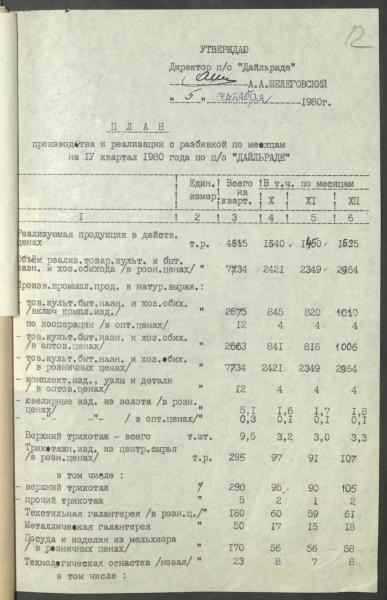 12
УТВЕРЖДАЮ
Директор п/о "Дайльраде"
А.А.ШЕЛЕГОВСКИЙ
" 5 " сентября 1980г.
П Л А Н
производства и реализации с разбивкой по месяцам
на IУ квартал 1980 года по п/о "ДАЙЛЬРАДЕ"
Един. Всего В т.ч. по месяцам
измер. на кварт. X XI XП
1 2 3 4 5 6
Реализуемая продукция в действ.
ценах т.р. 4615 1540 1450 1625
Объём реализ.товар.культ. и быт.
назн. и хоз.обихода /в розн.ценах/ " 7734 2421 2349 2964
Произв.промышл.прод. в натур.выраж.:
- тов.культ.быт.назн. и хоз.обих.
/включ компл.изд./ " 2675 845 820 1010
по кооперации /в опт.ценах/ 12 4 4 4
- тов.культ.быт.назн. и хоз.обих.
/в оптов.ценах/ " 2663 841 816 1006
- тов.культ.быт.назн. и хоз.обих.
/ в розничных ценах/ " 7734 2421 2349 2964
- комплект.изд., узлы и детали
/ в оптов.ценах/ " 12 4 4 4
- ювелирные изд. из золота /в розн.
ценах/ " 5,1 1,6 1,7 1,8
- -"- -"- / в опт.ценах/" 0,3 0,1 0,1 0,1
Верхний трикотаж - всего т.шт. 9,5 3,2 3,0 3,3
Трикотажн.изд. из центр.сырья
/в розн.ценах/ т.р. 295 97 91 107
в том числе :
- верхний трикотаж " 290 95 90 105
- прочий трикотаж " 5 2 1 2
Текстильная галантерея /в розн.ц./" 180 60 59 61
Металлическая галантерея " 50 17 15 18
Посуда и изделия из мельхиора
/ в розничных ценах/ " 170 56 56 58
Технологическая оснастка /новая/ " 23 8 7 8
в том числе :